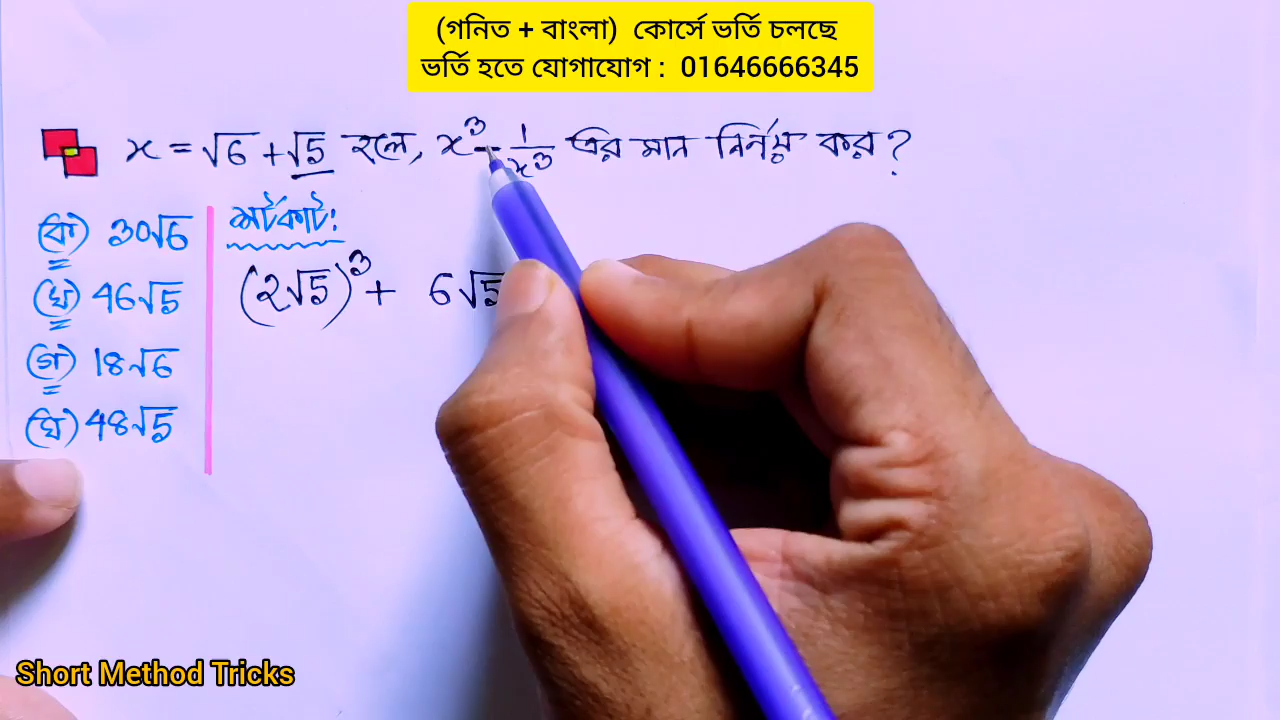 (গনিত + বাংলা) কোর্সে ভর্তি চলছে
ভর্তি হতে যোগাযোগ : 01646666345
x = √6 + √5 হলে, x³ - 1/x³ এর মান নির্নয় কর?
(ক) 30√6
(খ) 46√5
(গ) 18√6
(ঘ) 48√5
শর্টকাট:
(2√5)³ + 6√5
Short Method Tricks